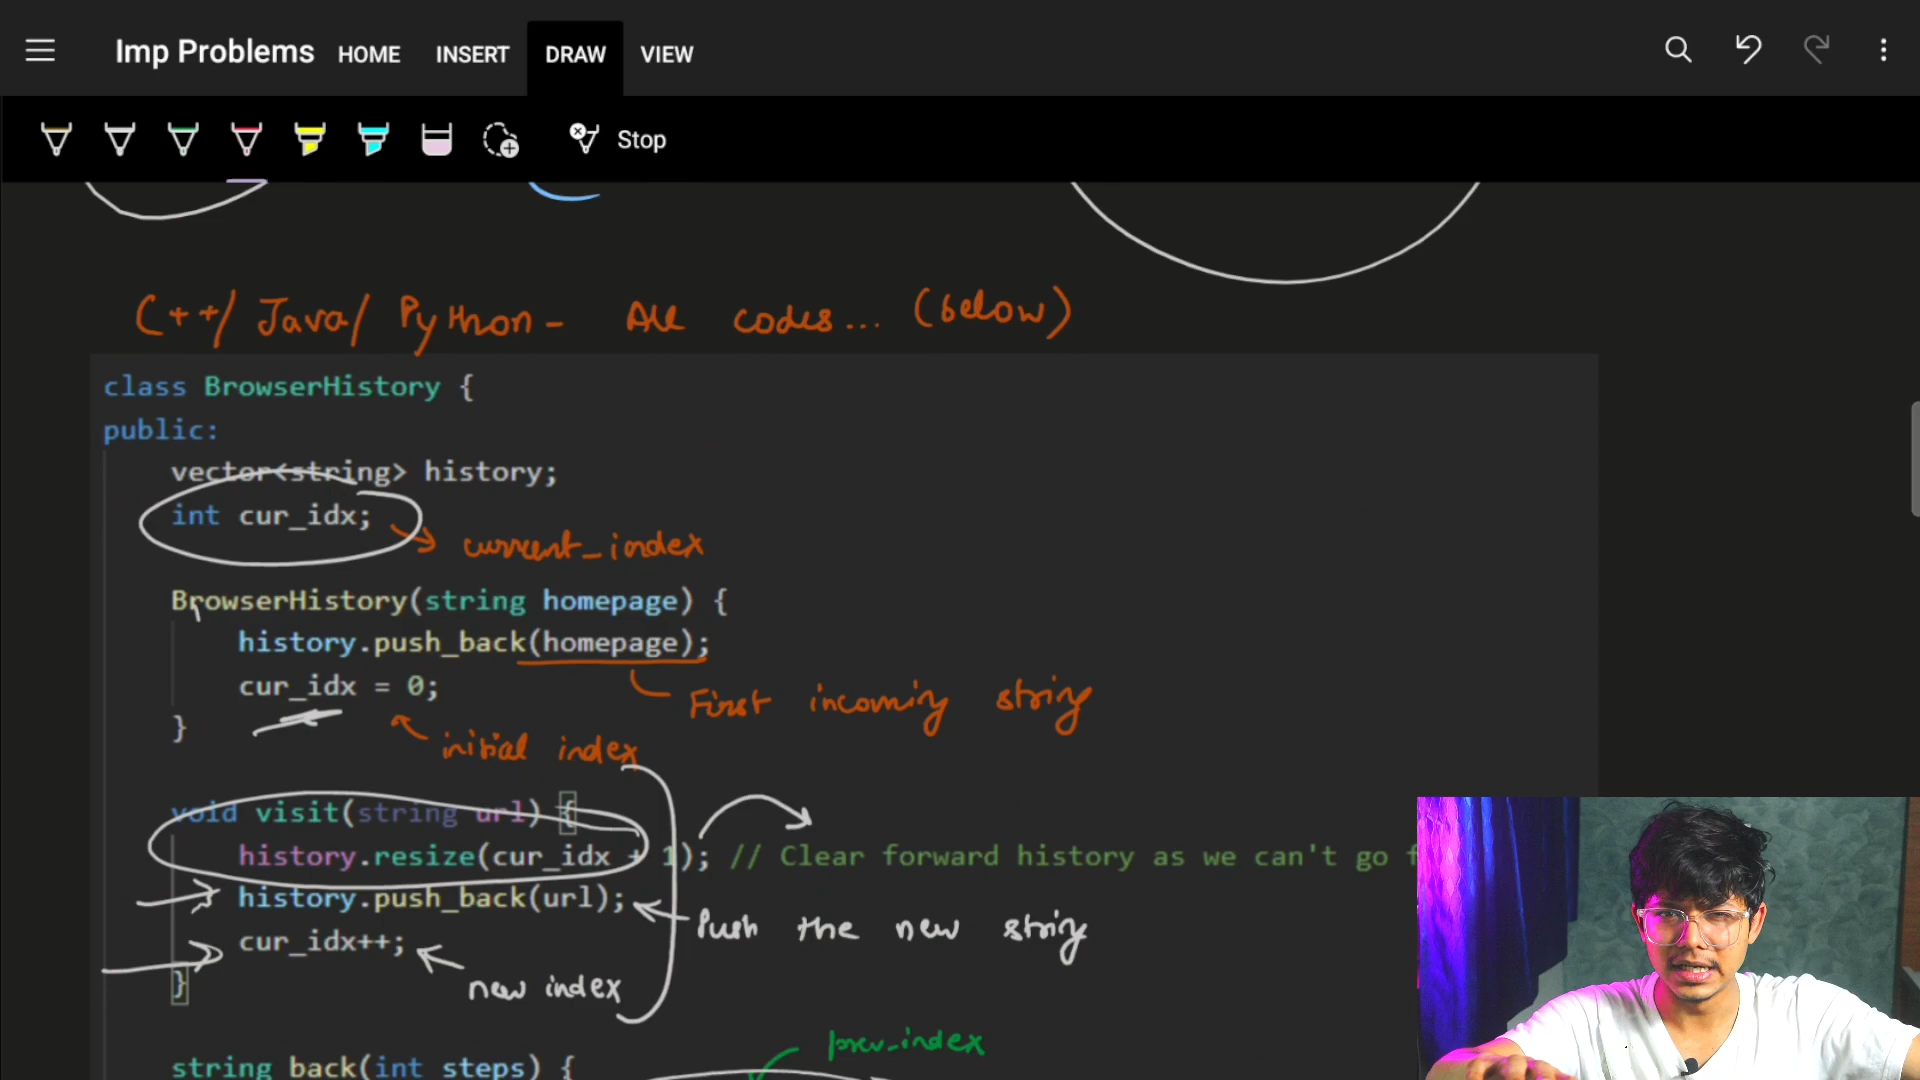 Imp Problems HOME INSERT DRAW VIEW
Stop
C++/ Java/ Python - All codes... (below)
class BrowserHistory {
public:
vector<string> history;
int cur_idx;
current_index
BrowserHistory(string homepage) {
history.push_back(homepage);
cur_idx = 0;
First incoming string
}
initial index
void visit(string url) {
history.resize(cur_idx + 1); // Clear forward history as we can't go f
history.push_back(url);
Push the new string
cur_idx++;
new index
}
prev_index
string back(int steps) {